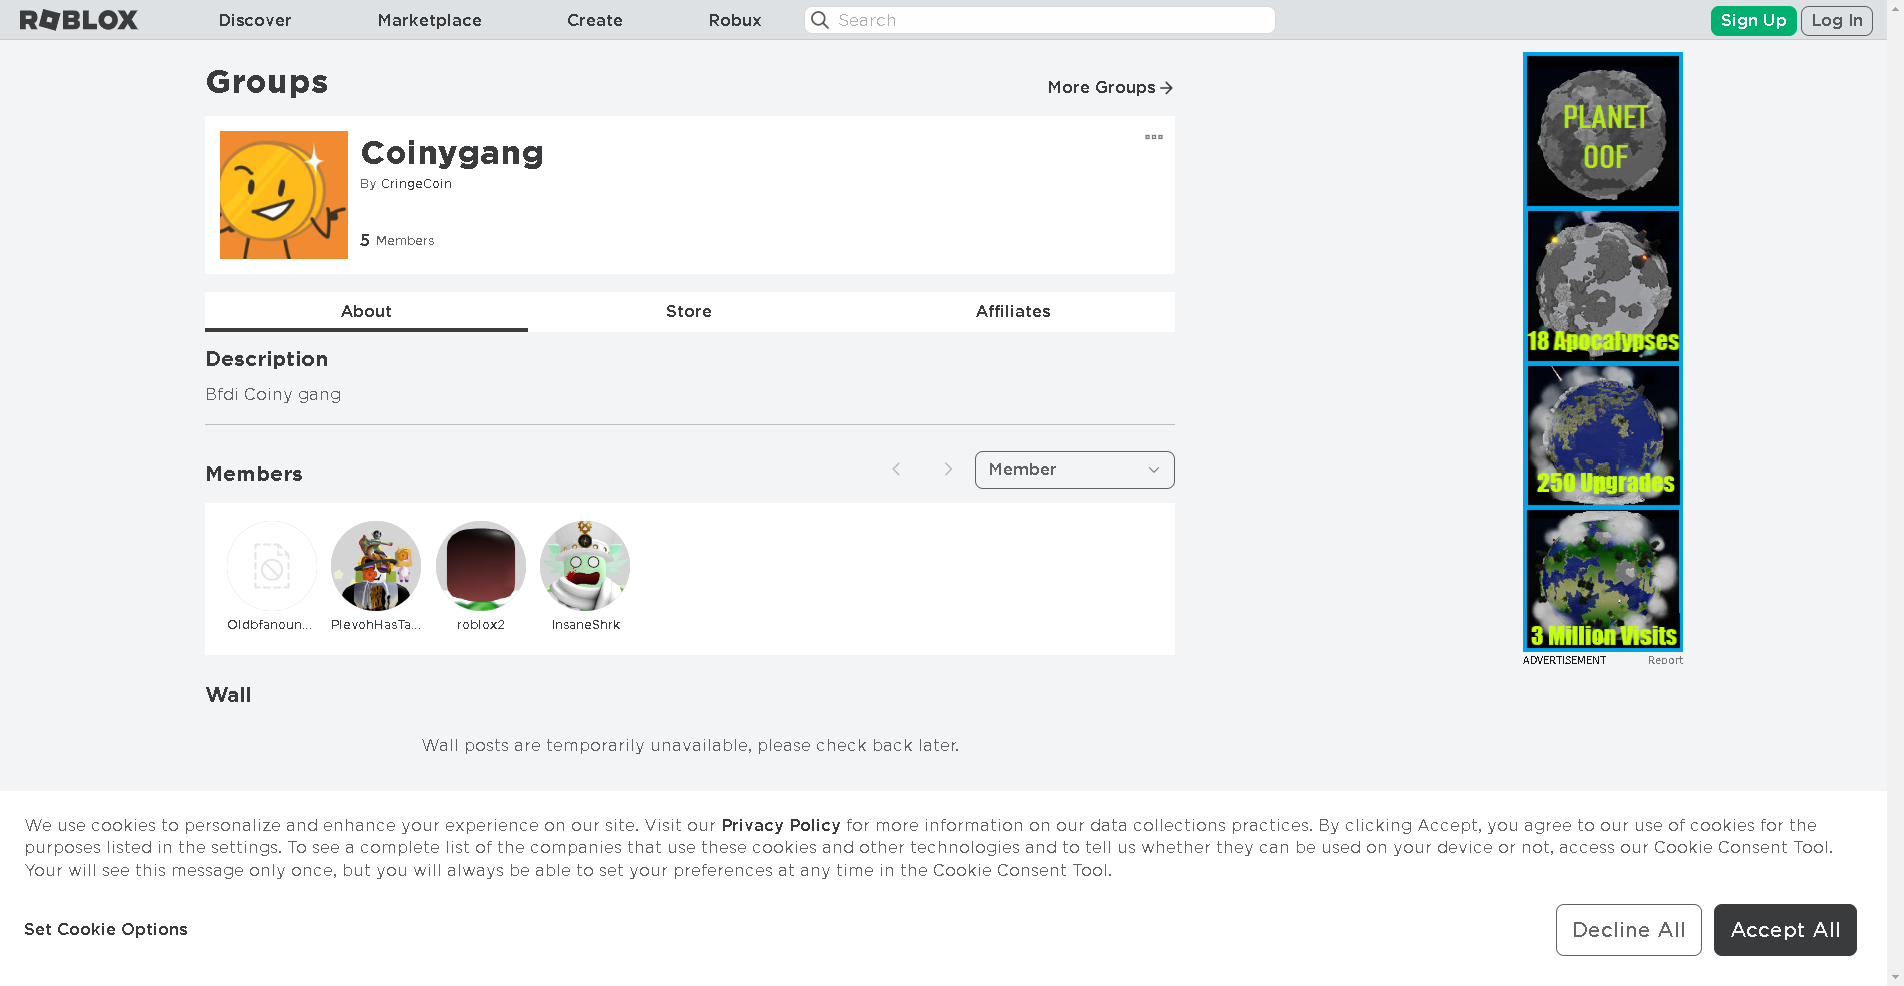 ROBLOX Discover Marketplace Create Robux Search Sign Up Log In
Groups
More Groups
Coinygang
By CringeCoin
5 Members
About Store Affiliates
Description
Bfdi Coiny gang
Members
Member
Oldbfanoun... PlevohHasTa... roblox2 InsaneShrk
Wall
Wall posts are temporarily unavailable, please check back later.
PLANET
OOF
18 Apocalypses
250 Upgrades
3 Million Visits
ADVERTISEMENT Report
We use cookies to personalize and enhance your experience on our site. Visit our Privacy Policy for more information on our data collections practices. By clicking Accept, you agree to our use of cookies for the
purposes listed in the settings. To see a complete list of the companies that use these cookies and other technologies and to tell us whether they can be used on your device or not, access our Cookie Consent Tool.
Your will see this message only once, but you will always be able to set your preferences at any time in the Cookie Consent Tool.
Set Cookie Options
Decline All
Accept All